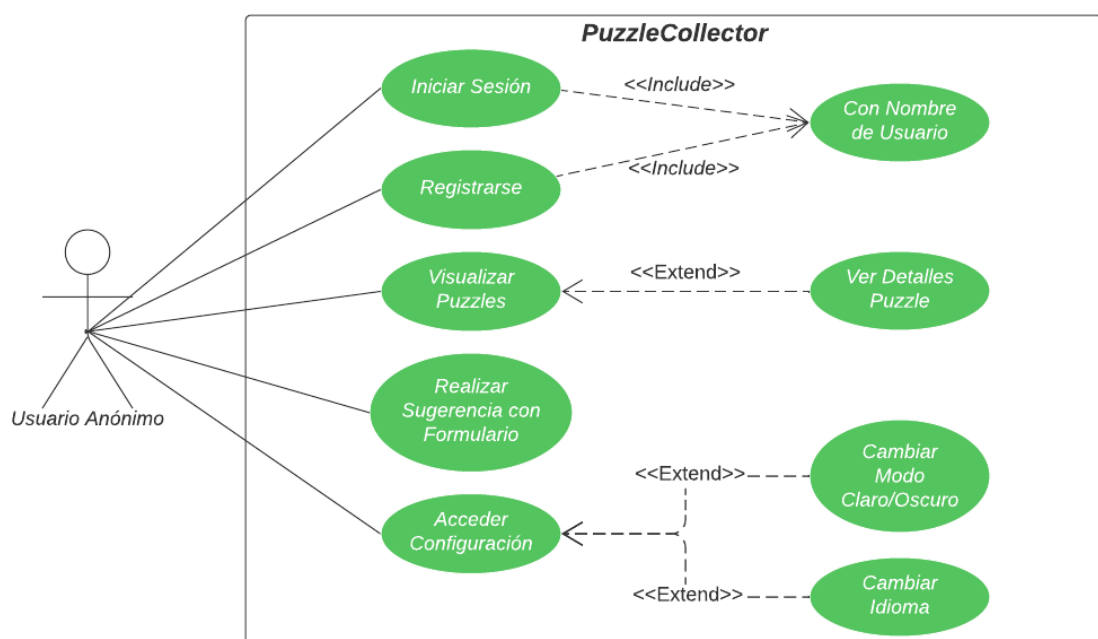 PuzzleCollector
Iniciar Sesión
<<Include>>
Con Nombre
de Usuario
Registrarse
<<Include>>
Visualizar
Puzzles
<<Extend>>
Ver Detalles
Puzzle
Usuario Anónimo
Realizar
Sugerencia con
Formulario
Acceder
Configuración
<<Extend>>
Cambiar
Modo
Claro/Oscuro
<<Extend>>
Cambiar
Idioma